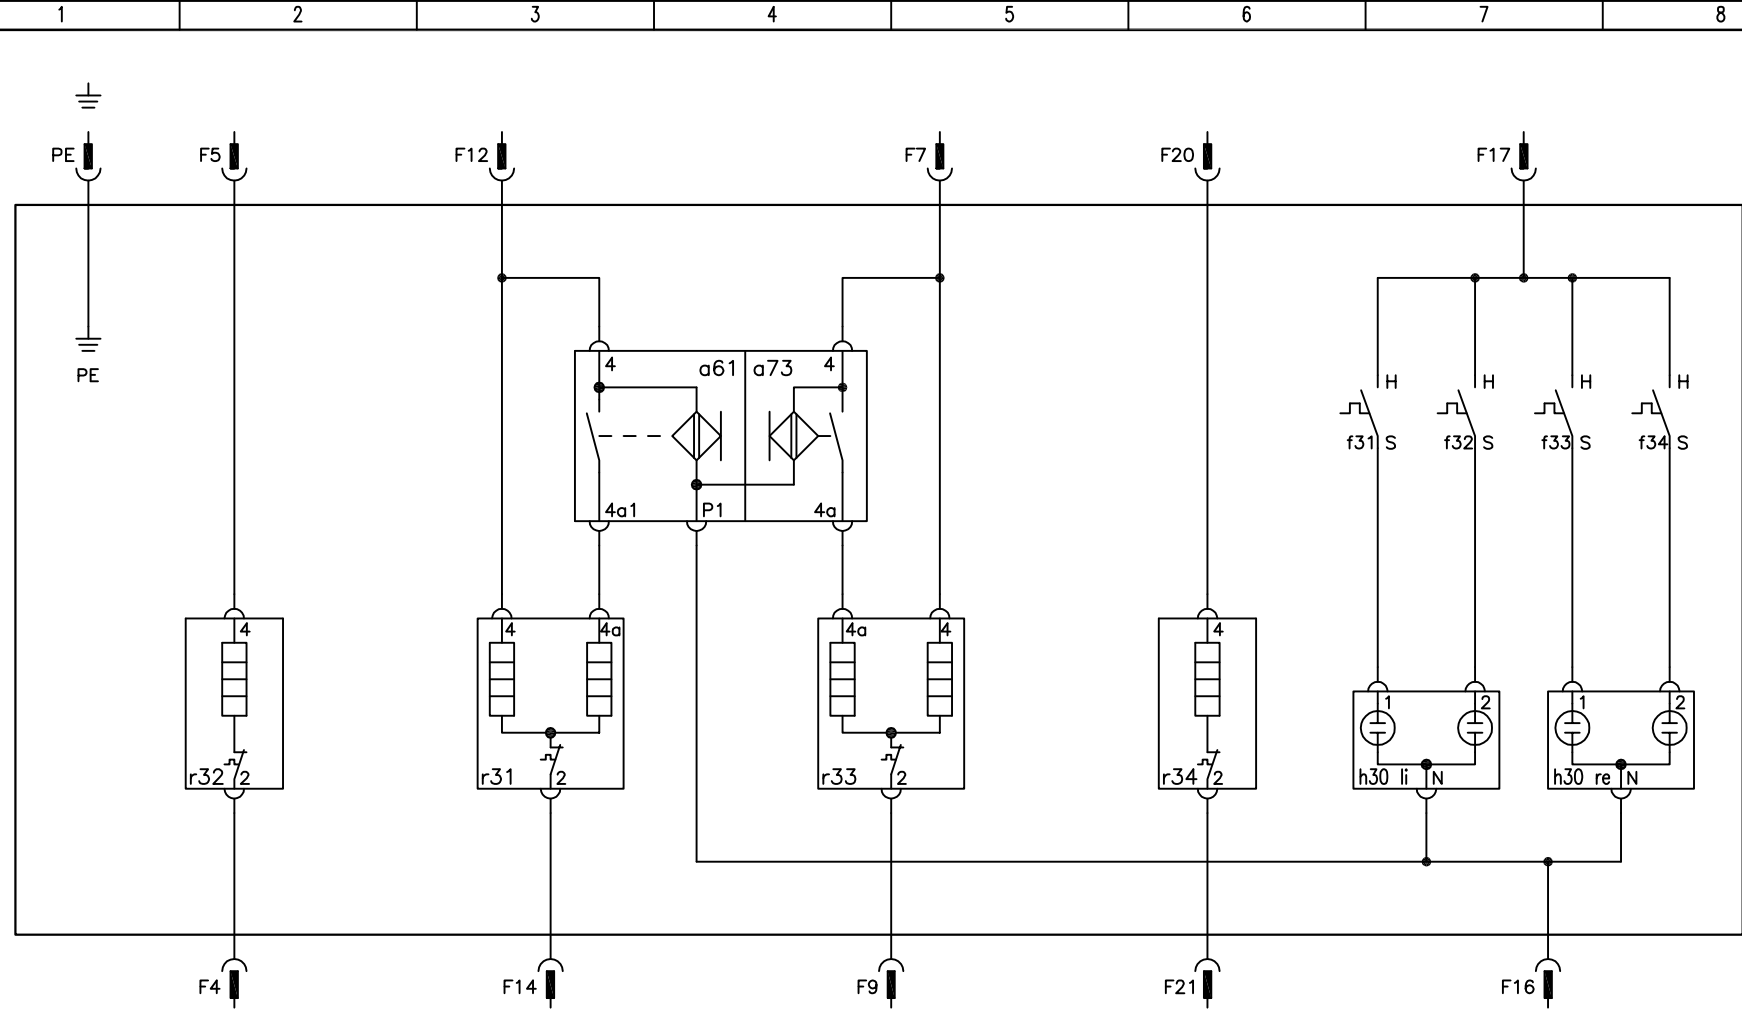 1 2 3 4 5 6 7 8
PE F5 F12 F7 F20 F17
4 a61 a73 4
PE
H H H H
f31 S f32 S f33 S f34 S
4a1 P1 4a
4 4 4a 4a 4 4
1 2 1 2
r32 2 r31 2 r33 2 r34 2 h30 li N h30 re N
F4 F14 F9 F21 F16